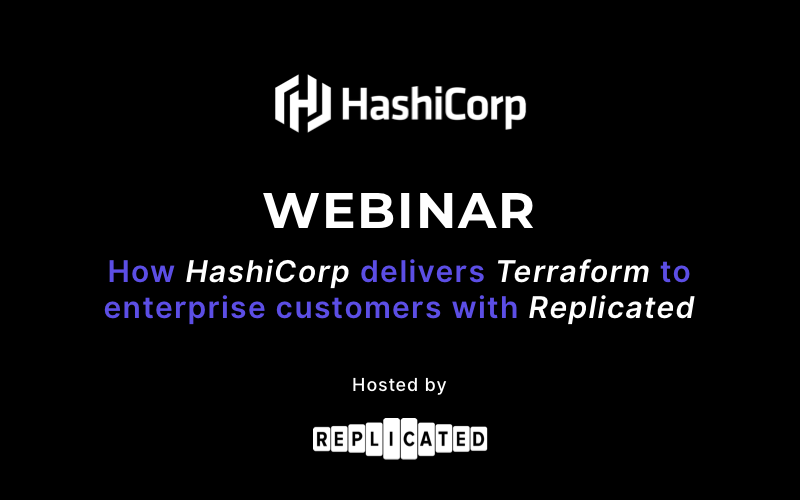 HashiCorp
WEBINAR
How HashiCorp delivers Terraform to
enterprise customers with Replicated
Hosted by
REPLICATED